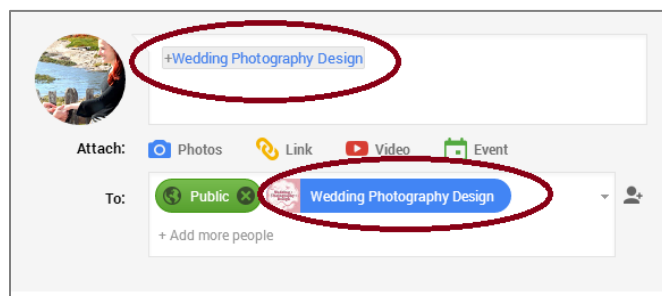 +Wedding Photography Design
Attach: Photos Link Video Event
To: Public Wedding Photography Design
+ Add more people